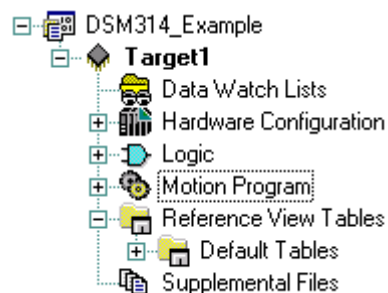 DSM314_Example
Target1
Data Watch Lists
Hardware Configuration
Logic
Motion Program
Reference View Tables
Default Tables
Supplemental Files